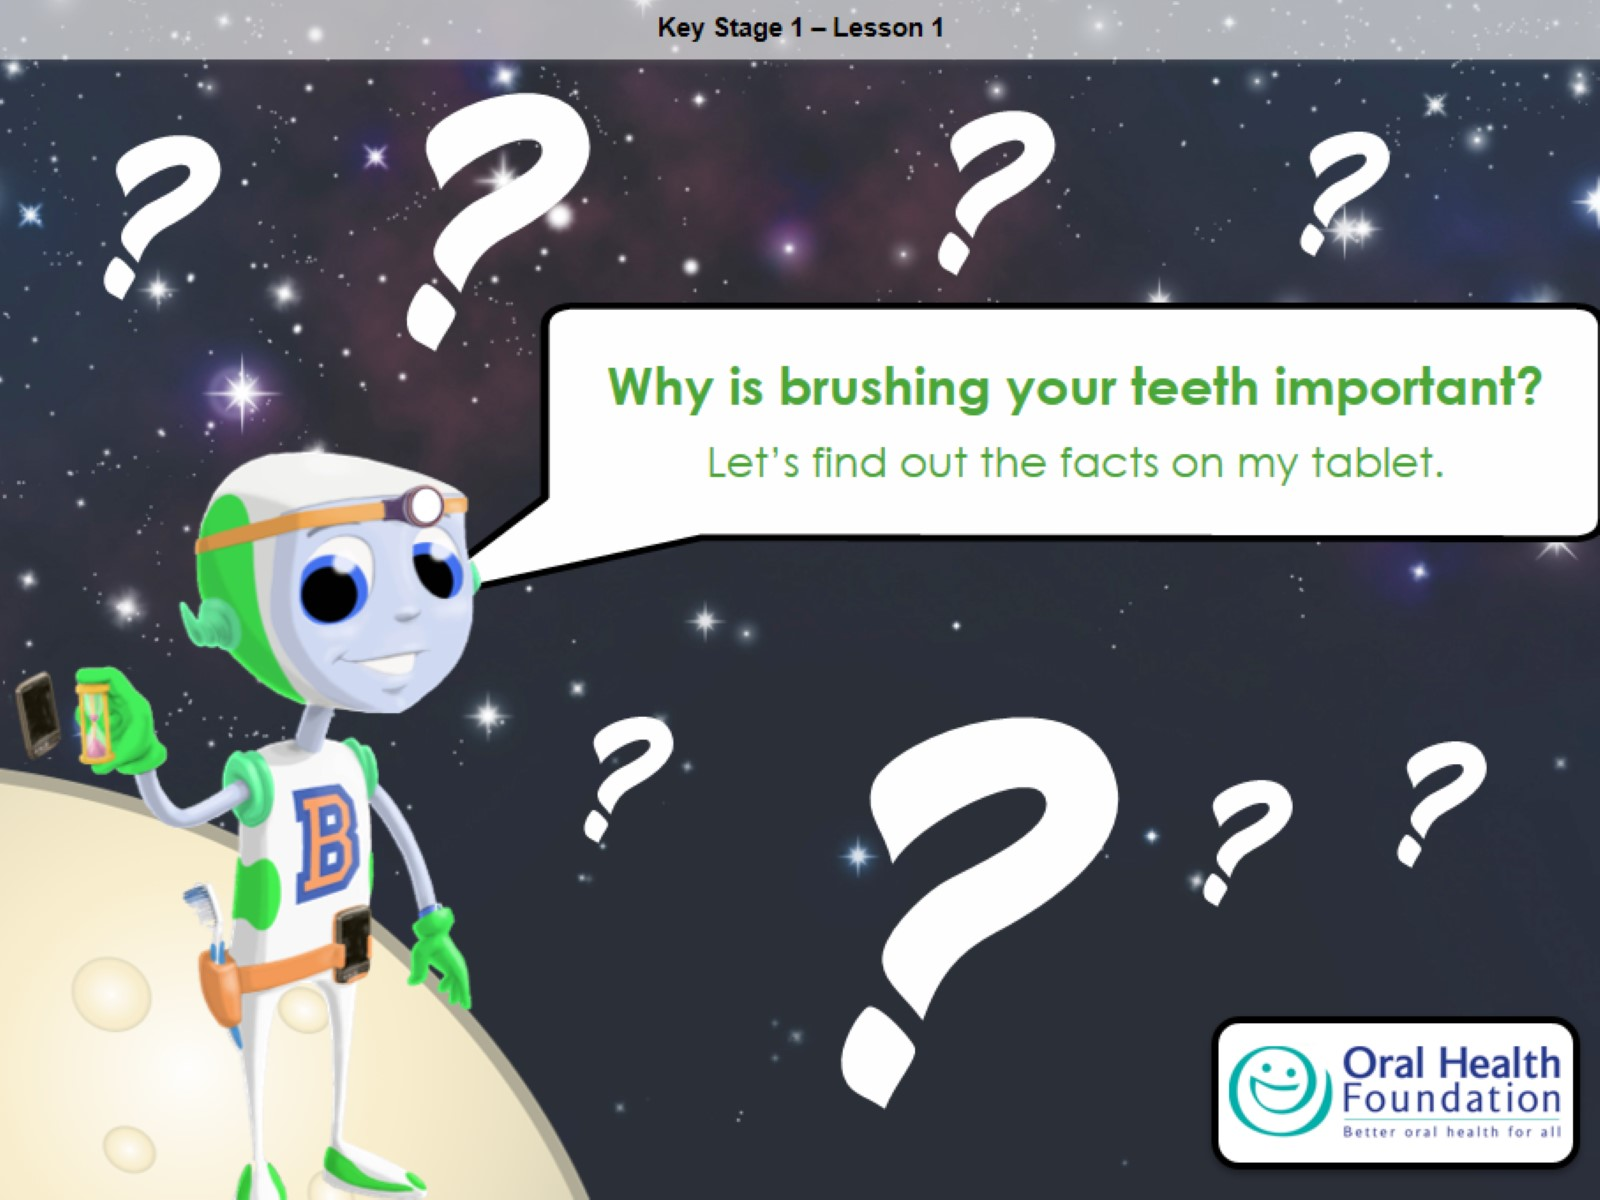 Key Stage 1 – Lesson 1
?
?
?
?
Why is brushing your teeth important?
Let's find out the facts on my tablet.
B
?
?
?
?
Oral Health
Foundation
Better oral health for all